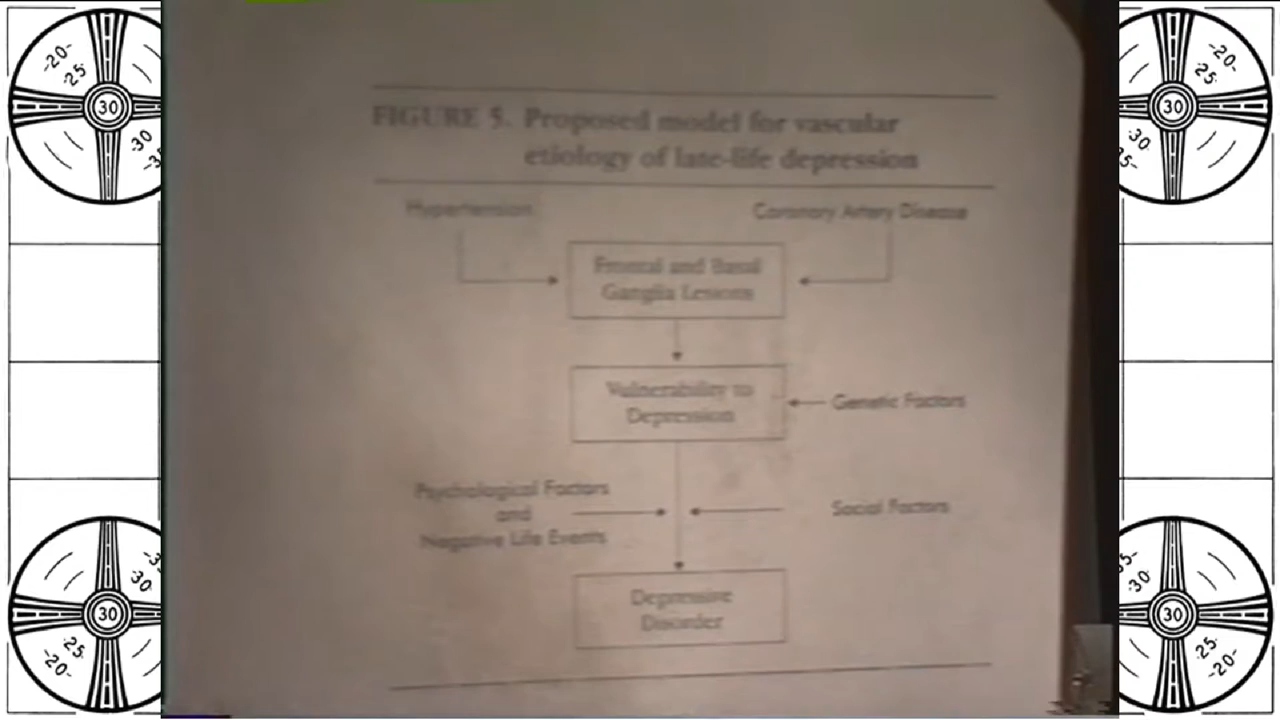 FIGURE 5. Proposed model for vascular
etiology of late-life depression
Hypertension
Coronary Artery Disease
Frontal and Basal
Ganglia Lesions
Vulnerability to
Depression
Genetic Factors
Psychological Factors
and
Negative Life Events
Social Factors
Depressive
Disorder
-20-
25
30
30
-20-
25
30
30
30
30
25
-20-
30
30
25
-20-